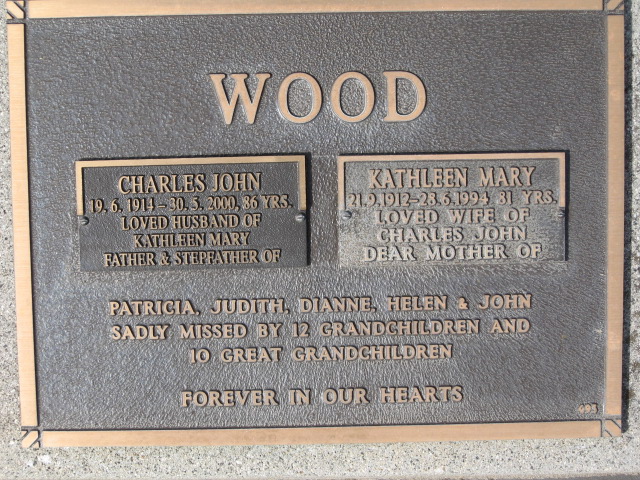 WOOD
CHARLES JOHN
19. 6. 1914 – 30. 5. 2000, 86 YRS.
LOVED HUSBAND OF
KATHLEEN MARY
FATHER & STEPFATHER OF
KATHLEEN MARY
21.9.1912–28.6.1994 81 YRS.
LOVED WIFE OF
CHARLES JOHN
DEAR MOTHER OF
PATRICIA, JUDITH, DIANNE, HELEN & JOHN
SADLY MISSED BY 12 GRANDCHILDREN AND
10 GREAT GRANDCHILDREN
FOREVER IN OUR HEARTS